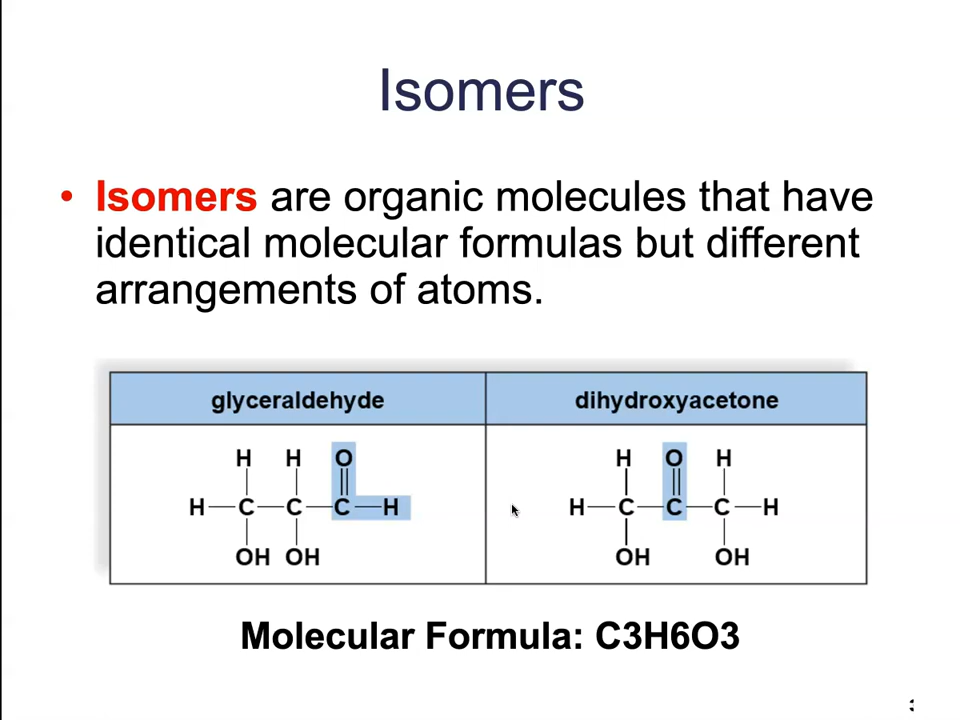 Isomers
• Isomers are organic molecules that have
identical molecular formulas but different
arrangements of atoms.
glyceraldehyde
dihydroxyacetone
H H O
H—C—C—C—H
OH OH
H O H
H—C—C—C—H
OH OH
Molecular Formula: C3H6O3